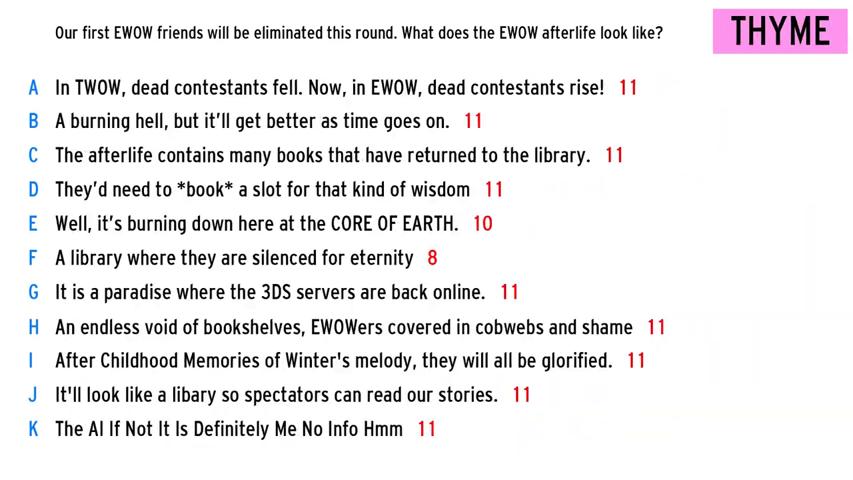 Our first EWOW friends will be eliminated this round. What does the EWOW afterlife look like?
THYME
A In TWOW, dead contestants fell. Now, in EWOW, dead contestants rise! 11
B A burning hell, but it'll get better as time goes on. 11
C The afterlife contains many books that have returned to the library. 11
D They'd need to *book* a slot for that kind of wisdom 11
E Well, it's burning down here at the CORE OF EARTH. 10
F A library where they are silenced for eternity 8
G It is a paradise where the 3DS servers are back online. 11
H An endless void of bookshelves, EWOWers covered in cobwebs and shame 11
I After Childhood Memories of Winter's melody, they will all be glorified. 11
J It'll look like a libary so spectators can read our stories. 11
K The AI If Not It Is Definitely Me No Info Hmm 11